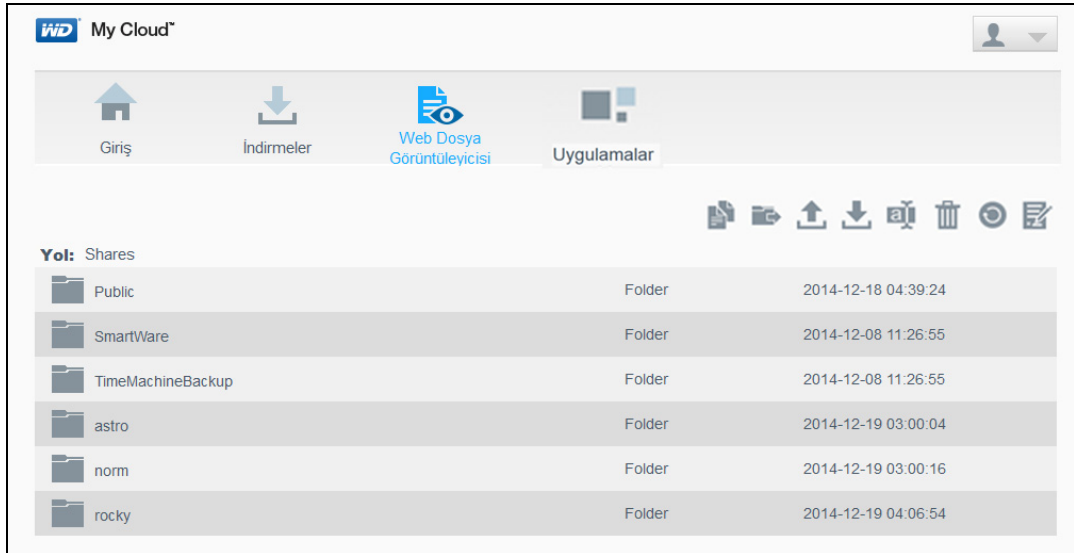 WD My Cloud™
Giriş
İndirmeler
Web Dosya
Görüntüleyicisi
Uygulamalar
Yol: Shares
Public Folder 2014-12-18 04:39:24
SmartWare Folder 2014-12-08 11:26:55
TimeMachineBackup Folder 2014-12-08 11:26:55
astro Folder 2014-12-19 03:00:04
norm Folder 2014-12-19 03:00:16
rocky Folder 2014-12-19 04:06:54